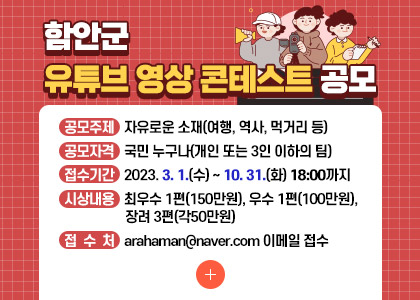 함안군
유튜브 영상 콘테스트 공모
공모주제 자유로운 소재(여행, 역사, 먹거리 등)
공모자격 국민 누구나(개인 또는 3인 이하의 팀)
접수기간 2023. 3. 1.(수) ~ 10. 31.(화) 18:00까지
시상내용 최우수 1편(150만원), 우수 1편(100만원),
장려 3편(각50만원)
접 수 처 arahaman@naver.com 이메일 접수